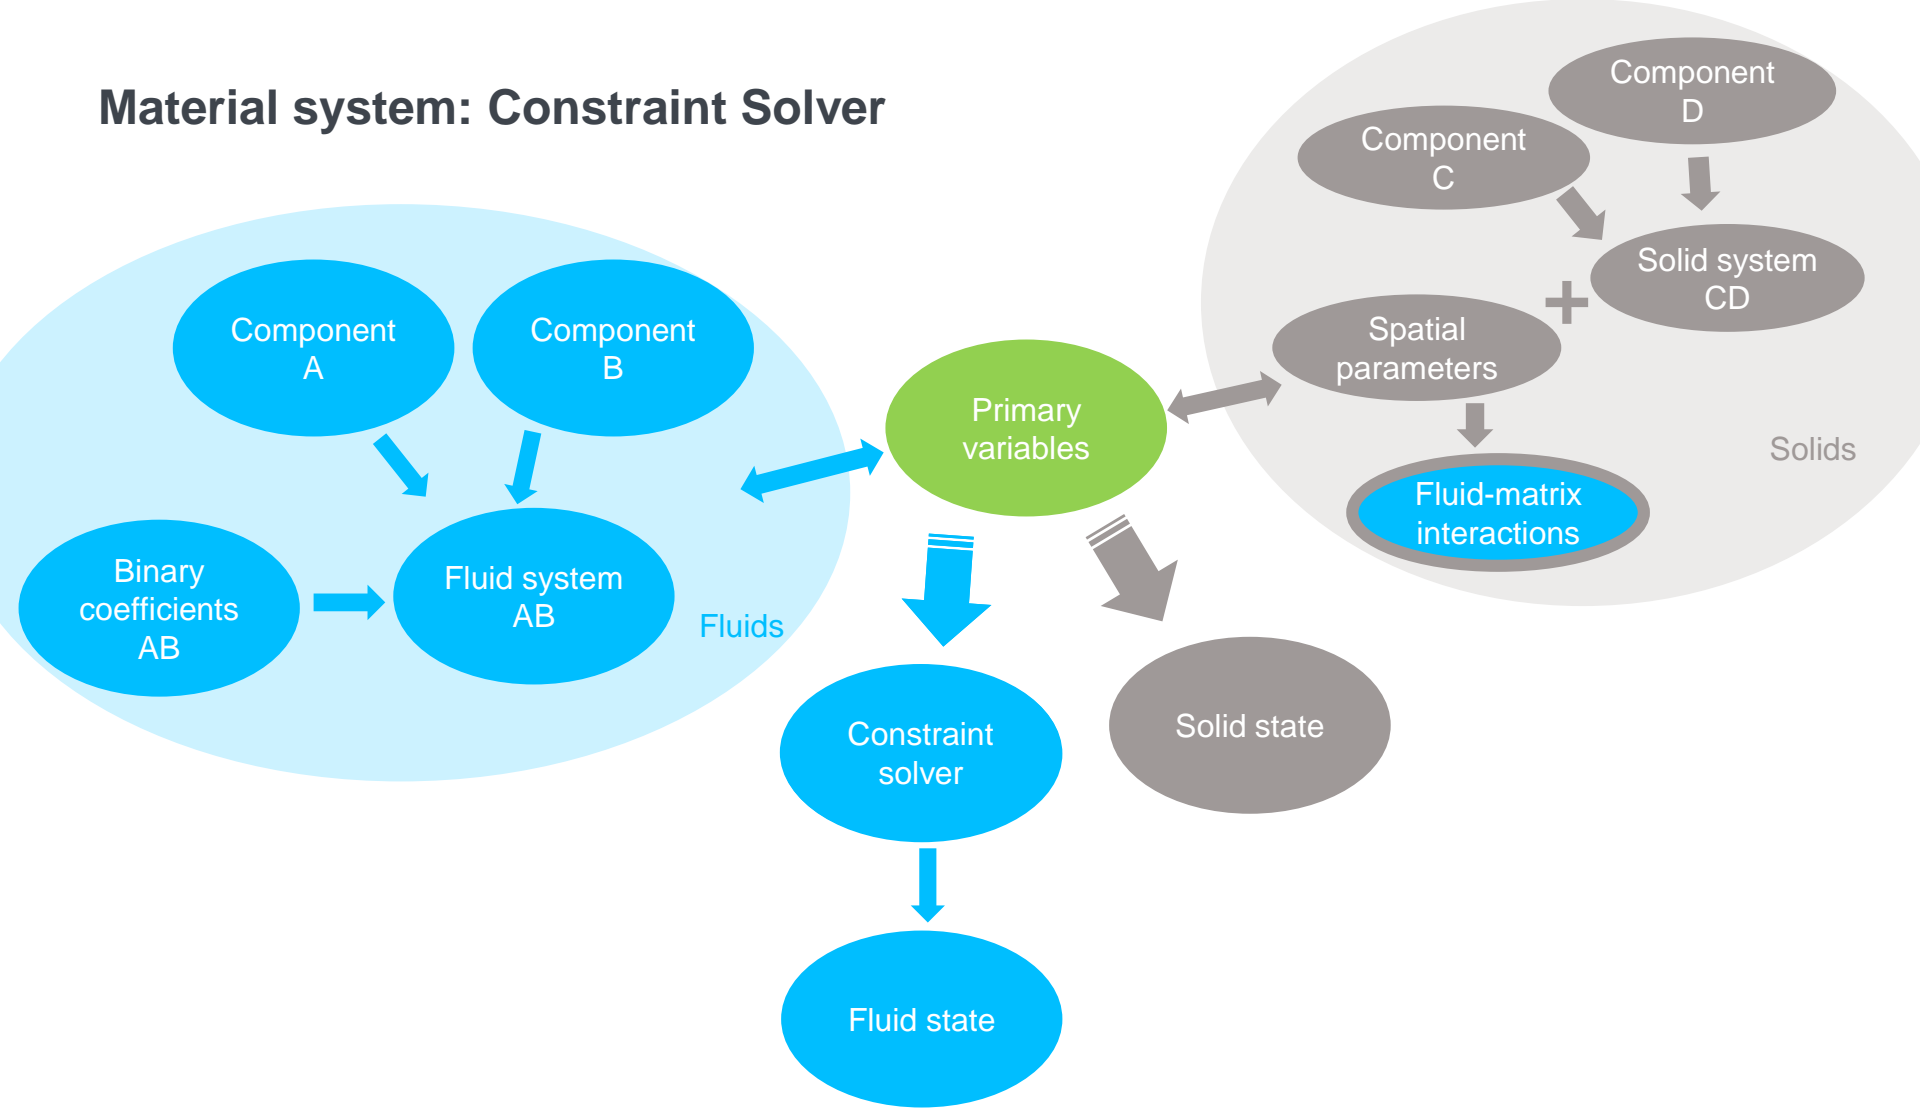 Material system: Constraint Solver
Component
D
Component
C
Solid system
CD
Spatial
parameters
Solids
Fluid-matrix
interactions
Component
A
Component
B
Primary
variables
Binary
coefficients
AB
Fluid system
AB
Fluids
Constraint
solver
Solid state
Fluid state